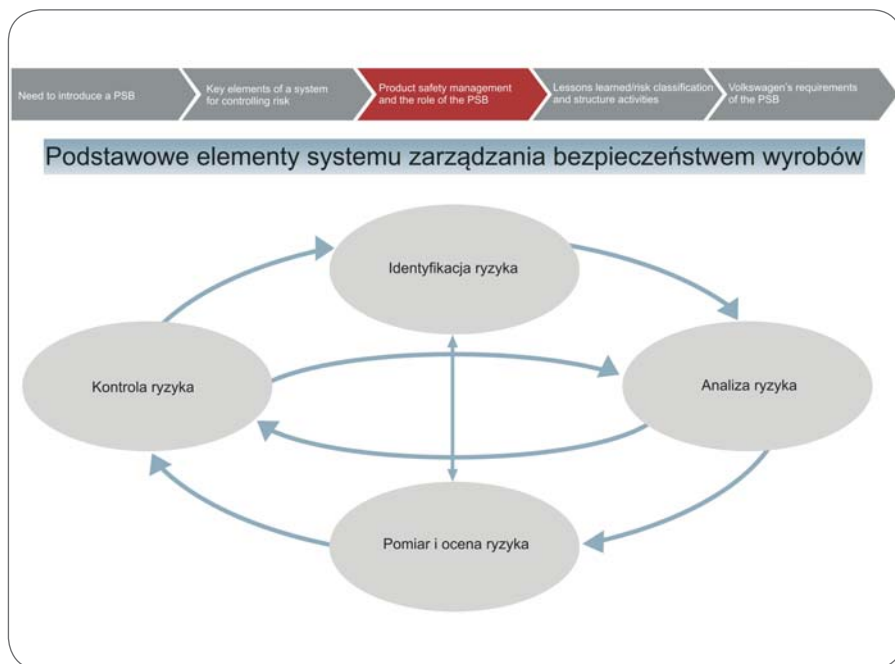 Need to introduce a PSB
Key elements of a system
for controlling risk
Product safety management
and the role of the PSB
Lessons learned/risk classification
and structure activities
Volkswagen's requirements
of the PSB
Podstawowe elementy systemu zarządzania bezpieczeństwem wyrobów
Identyfikacja ryzyka
Kontrola ryzyka
Analiza ryzyka
Pomiar i ocena ryzyka